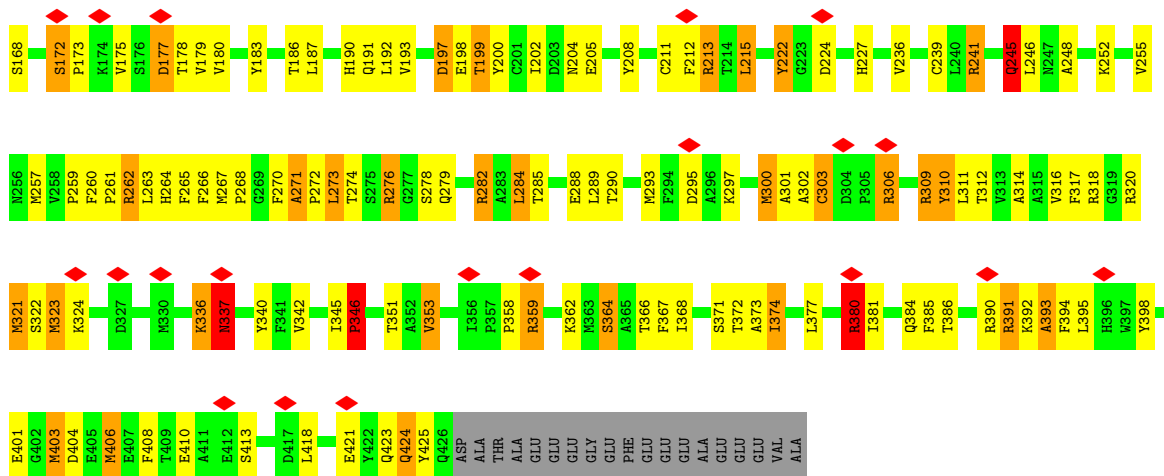 S168 S172 P173 K174 V175 S176 D177 T178 V179 V180 Y183 T186 L187 H190 Q191 L192 V193 D197 E198 T199 Y200 C201 I202 D203 N204 E205 Y208 C211 F212 R213 T214 L215 Y222 G223 D224 H227 V236 C239 L240 R241 Q245 L246 N247 A248 K252 V255
N256 M257 V258 P259 F260 P261 R262 L263 H264 F265 F266 M267 P268 G269 F270 A271 P272 L273 T274 S275 R276 G277 S278 Q279 R282 A283 L284 T285 E288 L289 T290 M293 F294 D295 A296 K297 M300 A301 A302 C303 D304 P305 R306 R309 Y310 L311 T312 V313 A314 A315 V316 F317 R318 G319 R320
M321 S322 M323 K324 D327 M330 K336 N337 Y340 F341 V342 I345 P346 T351 A352 V353 I356 P357 P358 R359 K362 M363 S364 A365 T366 F367 I368 S371 T372 A373 I374 L377 R380 I381 Q384 F385 T386 R390 R391 K392 A393 F394 L395 H396 W397 Y398
E401 G402 M403 D404 E405 M406 E407 F408 T409 E410 A411 E412 S413 D417 L418 E421 Y422 Q423 Q424 Y425 Q426 ASP ALA THR ALA GLU GLU GLU GLY GLU PHE GLU GLU GLU ALA GLU GLU GLU VAL ALA